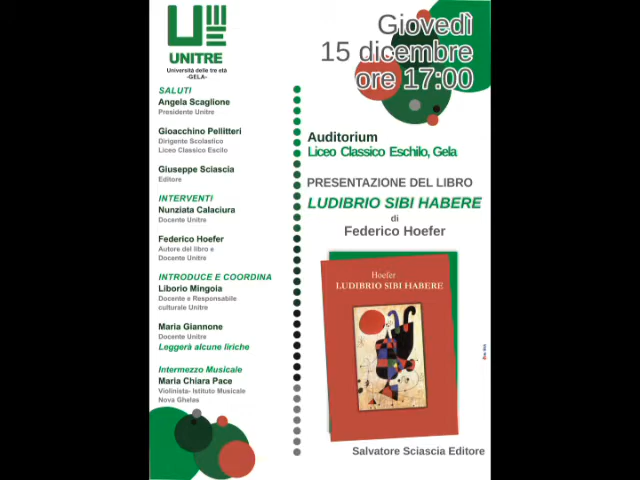 UNITRE
Università delle tre età
-GELA-
SALUTI
Angela Scaglione
Presidente Unitre
Gioacchino Pellitteri
Dirigente Scolastico
Liceo Classico Escilo
Giuseppe Sciascia
Editore
INTERVENTI
Nunziata Calaciura
Docente Unitre
Federico Hoefer
Autore del libro e
Docente Unitre
INTRODUCE E COORDINA
Liborio Mingoia
Docente e Responsabile
culturale Unitre
Maria Giannone
Docente Unitre
Leggerà alcune liriche
Intermezzo Musicale
Maria Chiara Pace
Violinista- Istituto Musicale
Nova Ghelas
Giovedì
15 dicembre
ore 17:00
Auditorium
Liceo Classico Eschilo, Gela
PRESENTAZIONE DEL LIBRO
LUDIBRIO SIBI HABERE
di
Federico Hoefer
Hoefer
LUDIBRIO SIBI HABERE
Salvatore Sciascia Editore